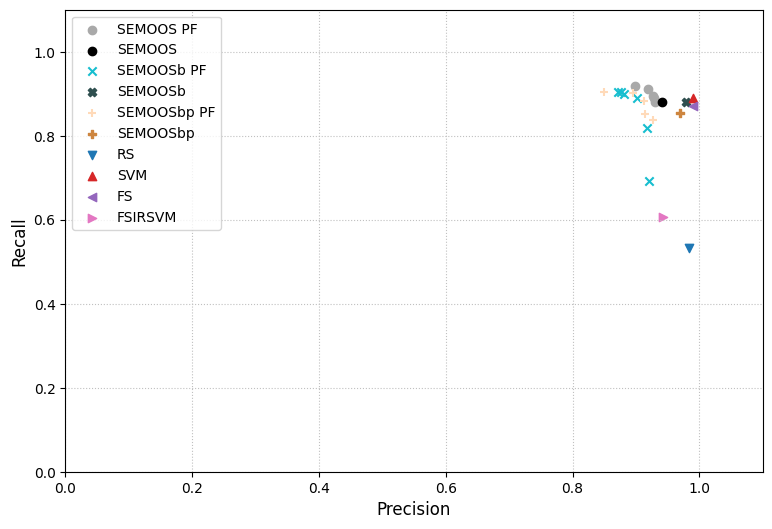 SEMOOS PF
SEMOOS
SEMOOSb PF
SEMOOSb
SEMOOSbp PF
SEMOOSbp
RS
SVM
FS
FSIRSVM
1.0
0.8
0.6
0.4
0.2
0.0
Recall
0.0 0.2 0.4 0.6 0.8 1.0
Precision